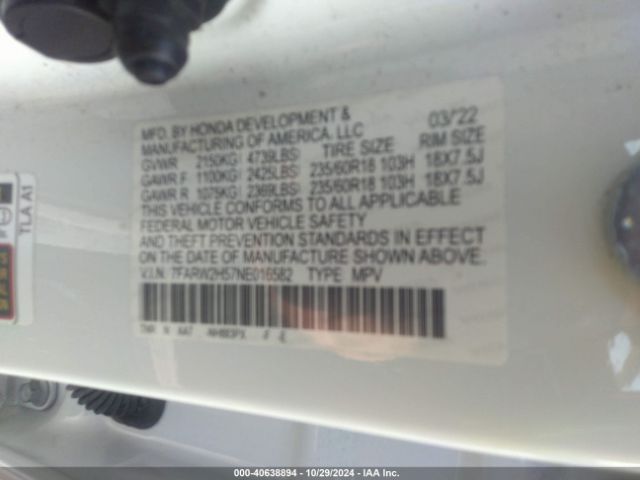 MFD. BY HONDA DEVELOPMENT & 03/'22
MANUFACTURING OF AMERICA, LLC
GVWR 2150KG( 4739LBS) TIRE SIZE RIM SIZE
GAWR F 1100KG( 2425LBS) 235/60R18 103H 18X7.5J
GAWR R 1075KG( 2369LBS) 235/60R18 103H 18X7.5J
THIS VEHICLE CONFORMS TO ALL APPLICABLE
FEDERAL MOTOR VEHICLE SAFETY
AND THEFT PREVENTION STANDARDS IN EFFECT
ON THE DATE OF MANUFACTURE SHOWN ABOVE.
V.I.N. 7FARW2H57NE016582 TYPE MPV
TLA A1
000-40638894 - 10/29/2024 - IAA Inc.